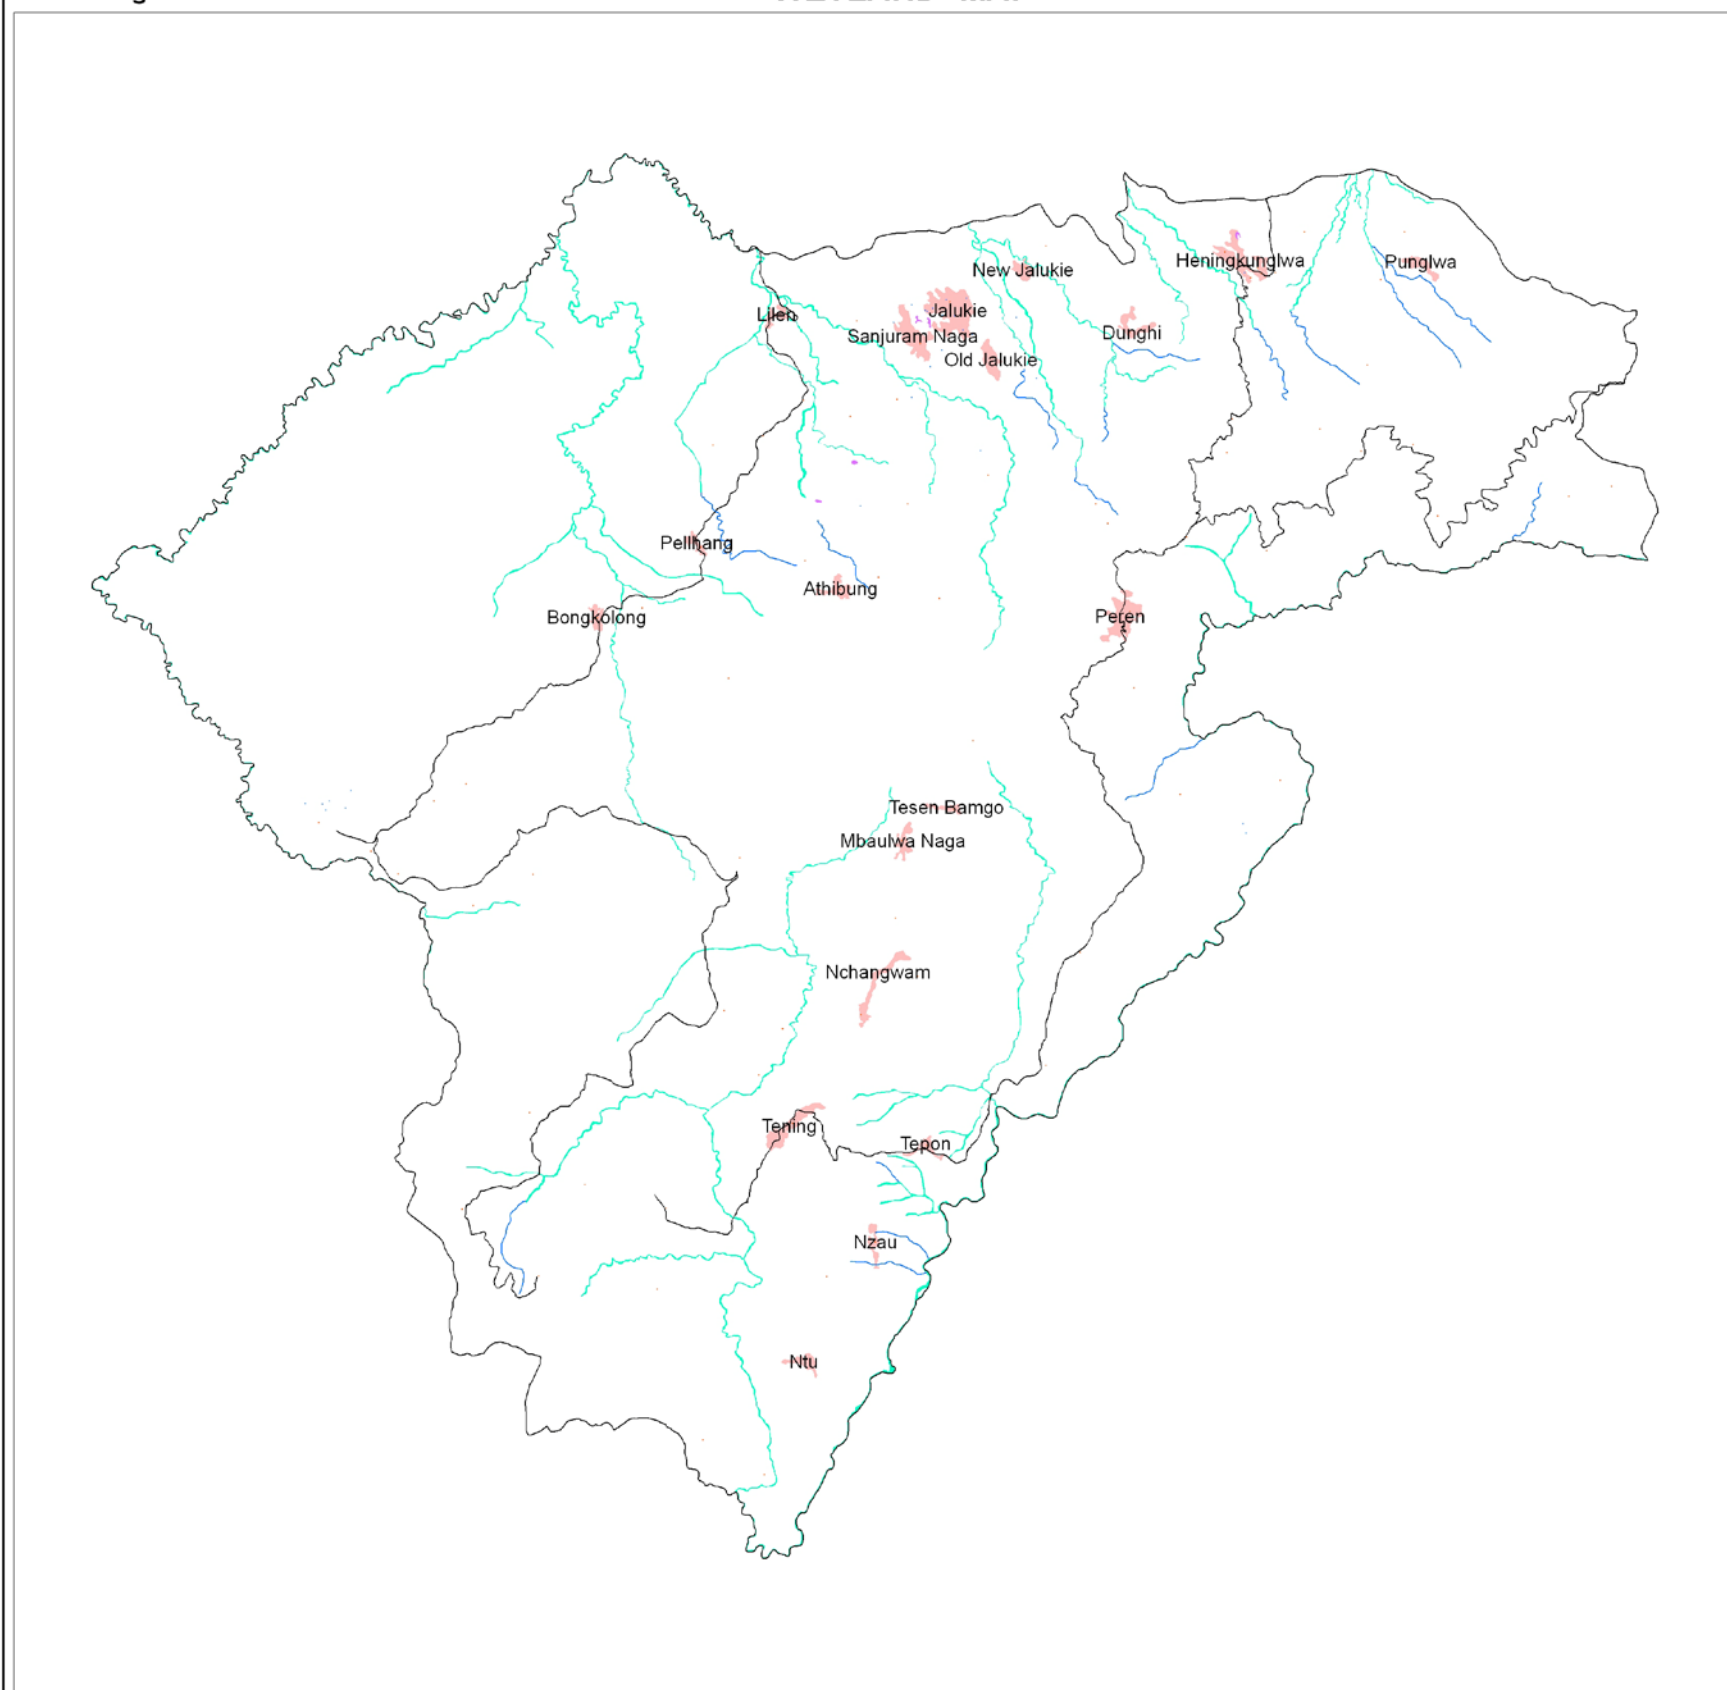 New Jalukie
Heningkunglwa
Punglwa
Lilen
Jalukie
Sanjuram Naga
Dunghi
Old Jalukie
Pellhang
Athibung
Bongkolong
Peren
Tesen Bamgo
Mbaulwa Naga
Nchangwam
Tening
Tepon
Nzau
Ntu